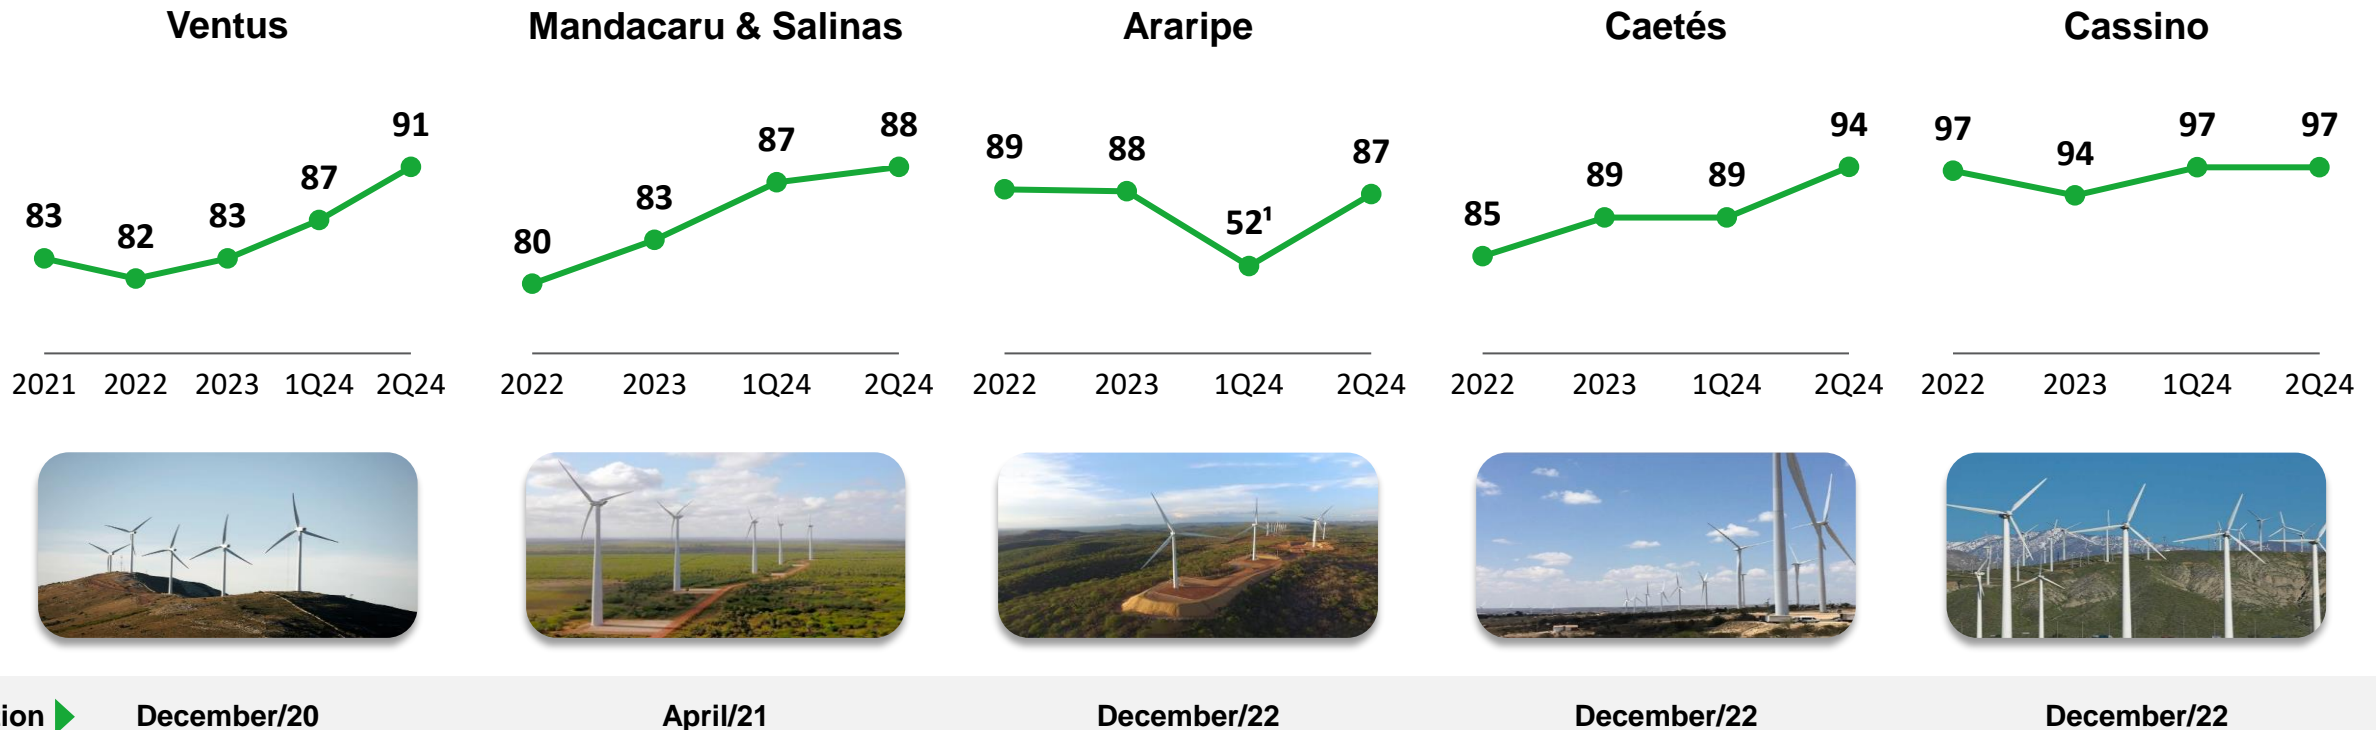 Ventus
Mandacaru & Salinas
Araripe
Caetés
Cassino
83 82 83 87 91
80 83 87 88
89 88 52¹ 87
85 89 89 94
97 94 97 97
2021 2022 2023 1Q24 2Q24
2022 2023 1Q24 2Q24
2022 2023 1Q24 2Q24
2022 2023 1Q24 2Q24
2022 2023 1Q24 2Q24
December/20 April/21 December/22 December/22 December/22